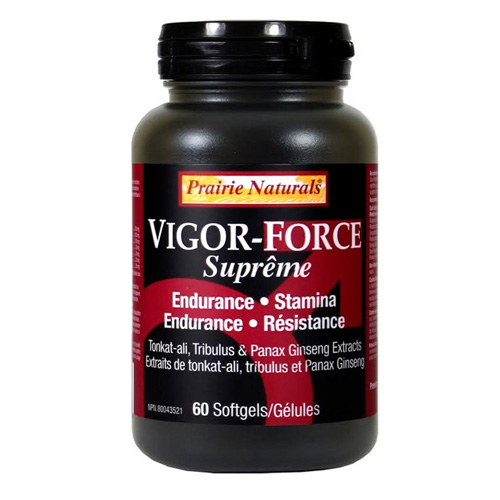 Prairie Naturals®
VIGOR-FORCE
Suprême
Endurance • Stamina
Endurance • Résistance
Tonkat-ali, Tribulus & Panax Ginseng Extracts
Extraits de tonkat-ali, tribulus et Panax Ginseng
NPN 80043521
60 Softgels/Gélules